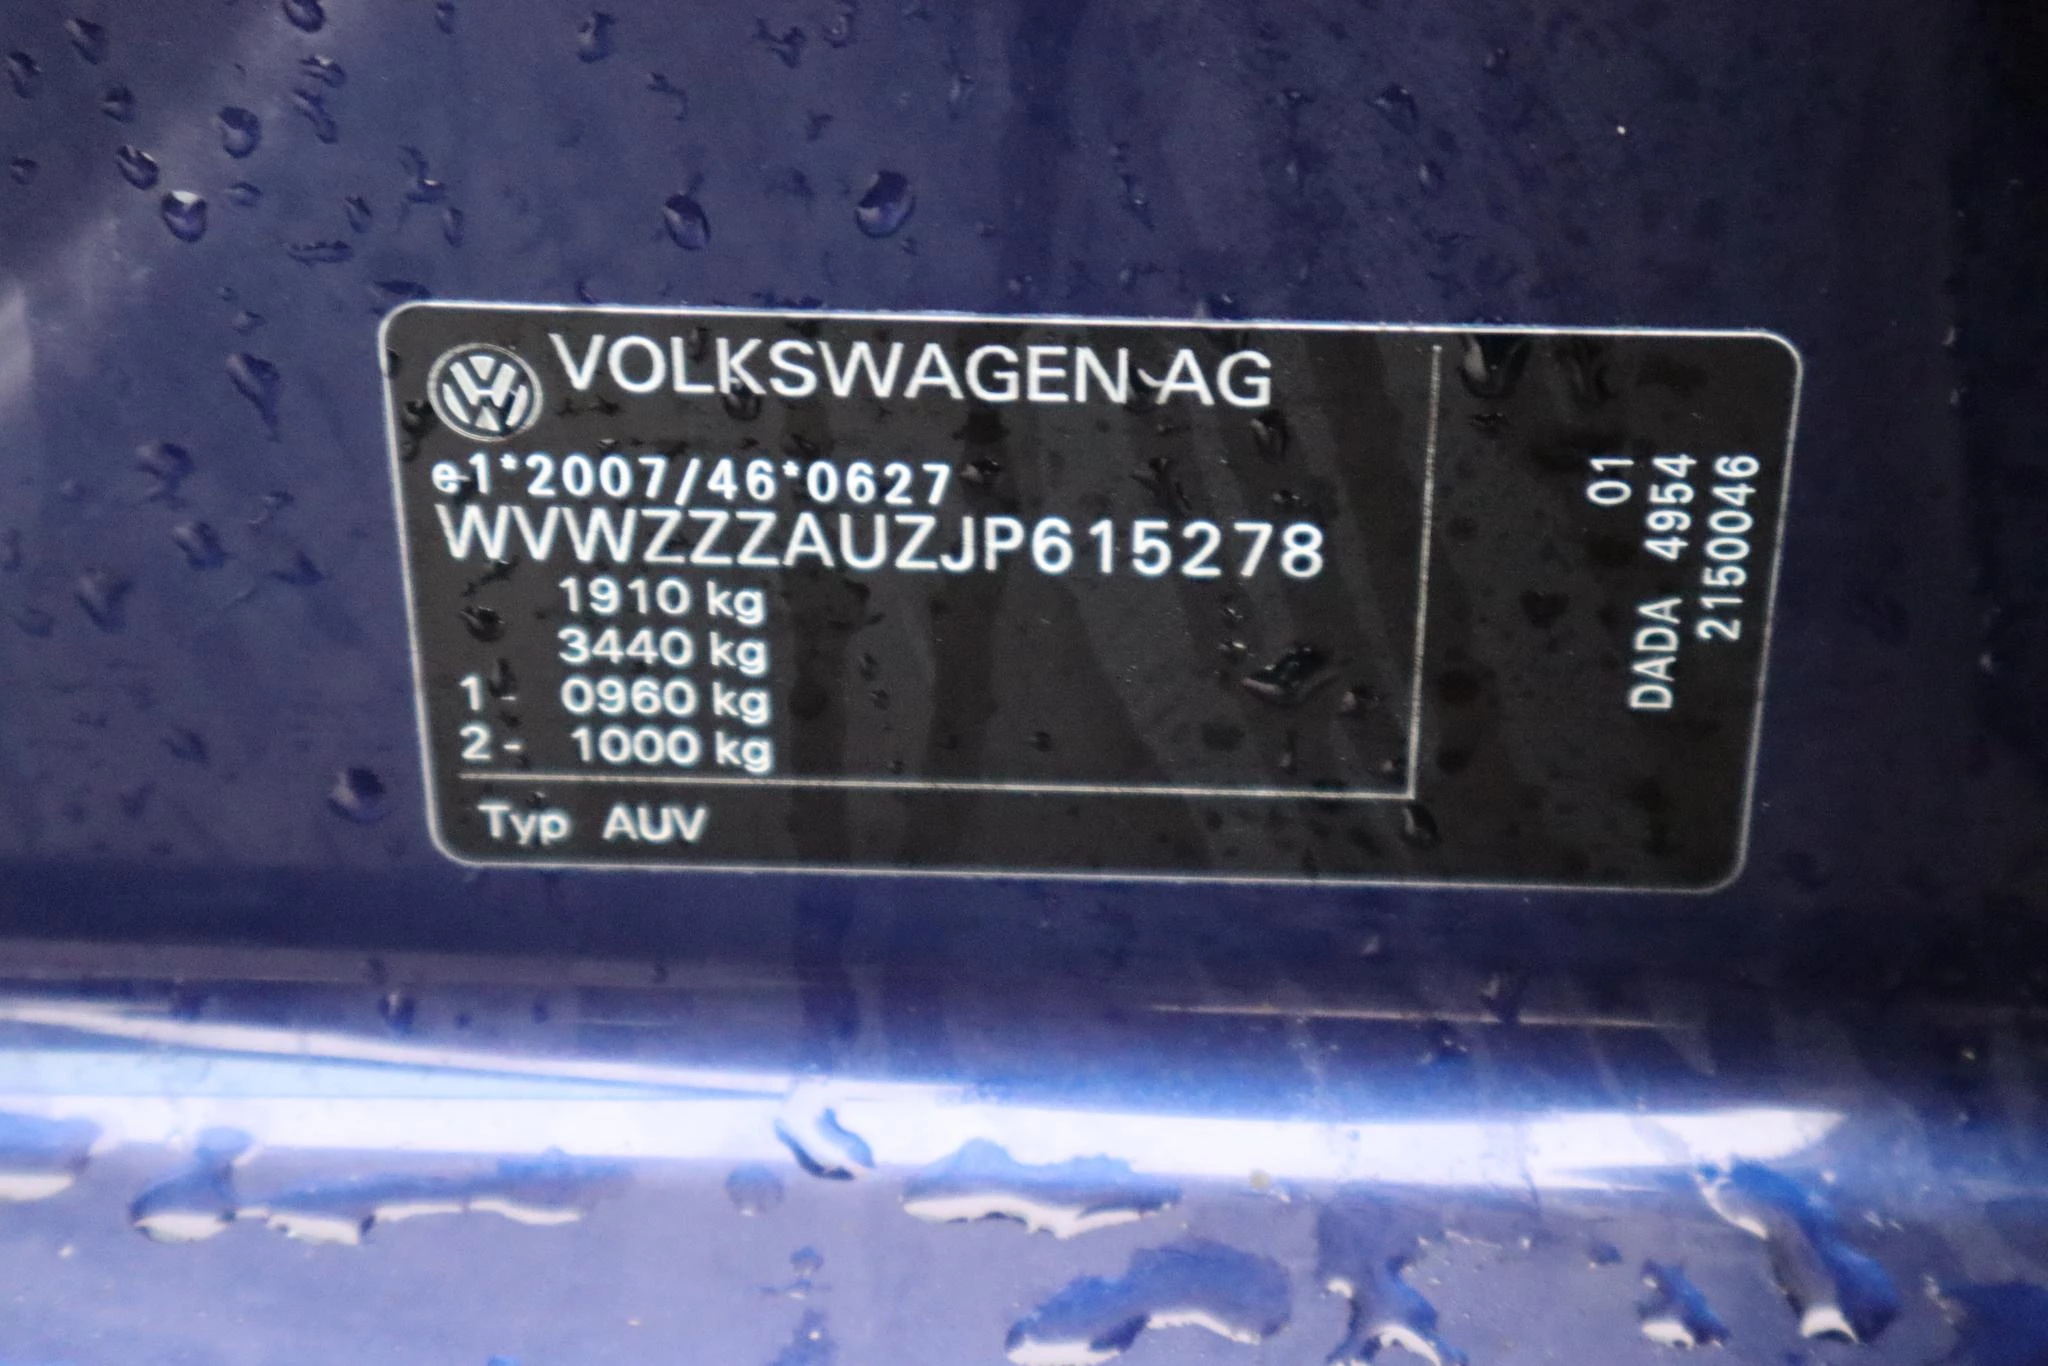 VOLKSWAGEN AG
e1*2007/46*0627
WVWZZZAUZJP615278
1910 kg
3440 kg
1 - 0960 kg
2 - 1000 kg
Typ AUV
01
DADA 4954
2150046